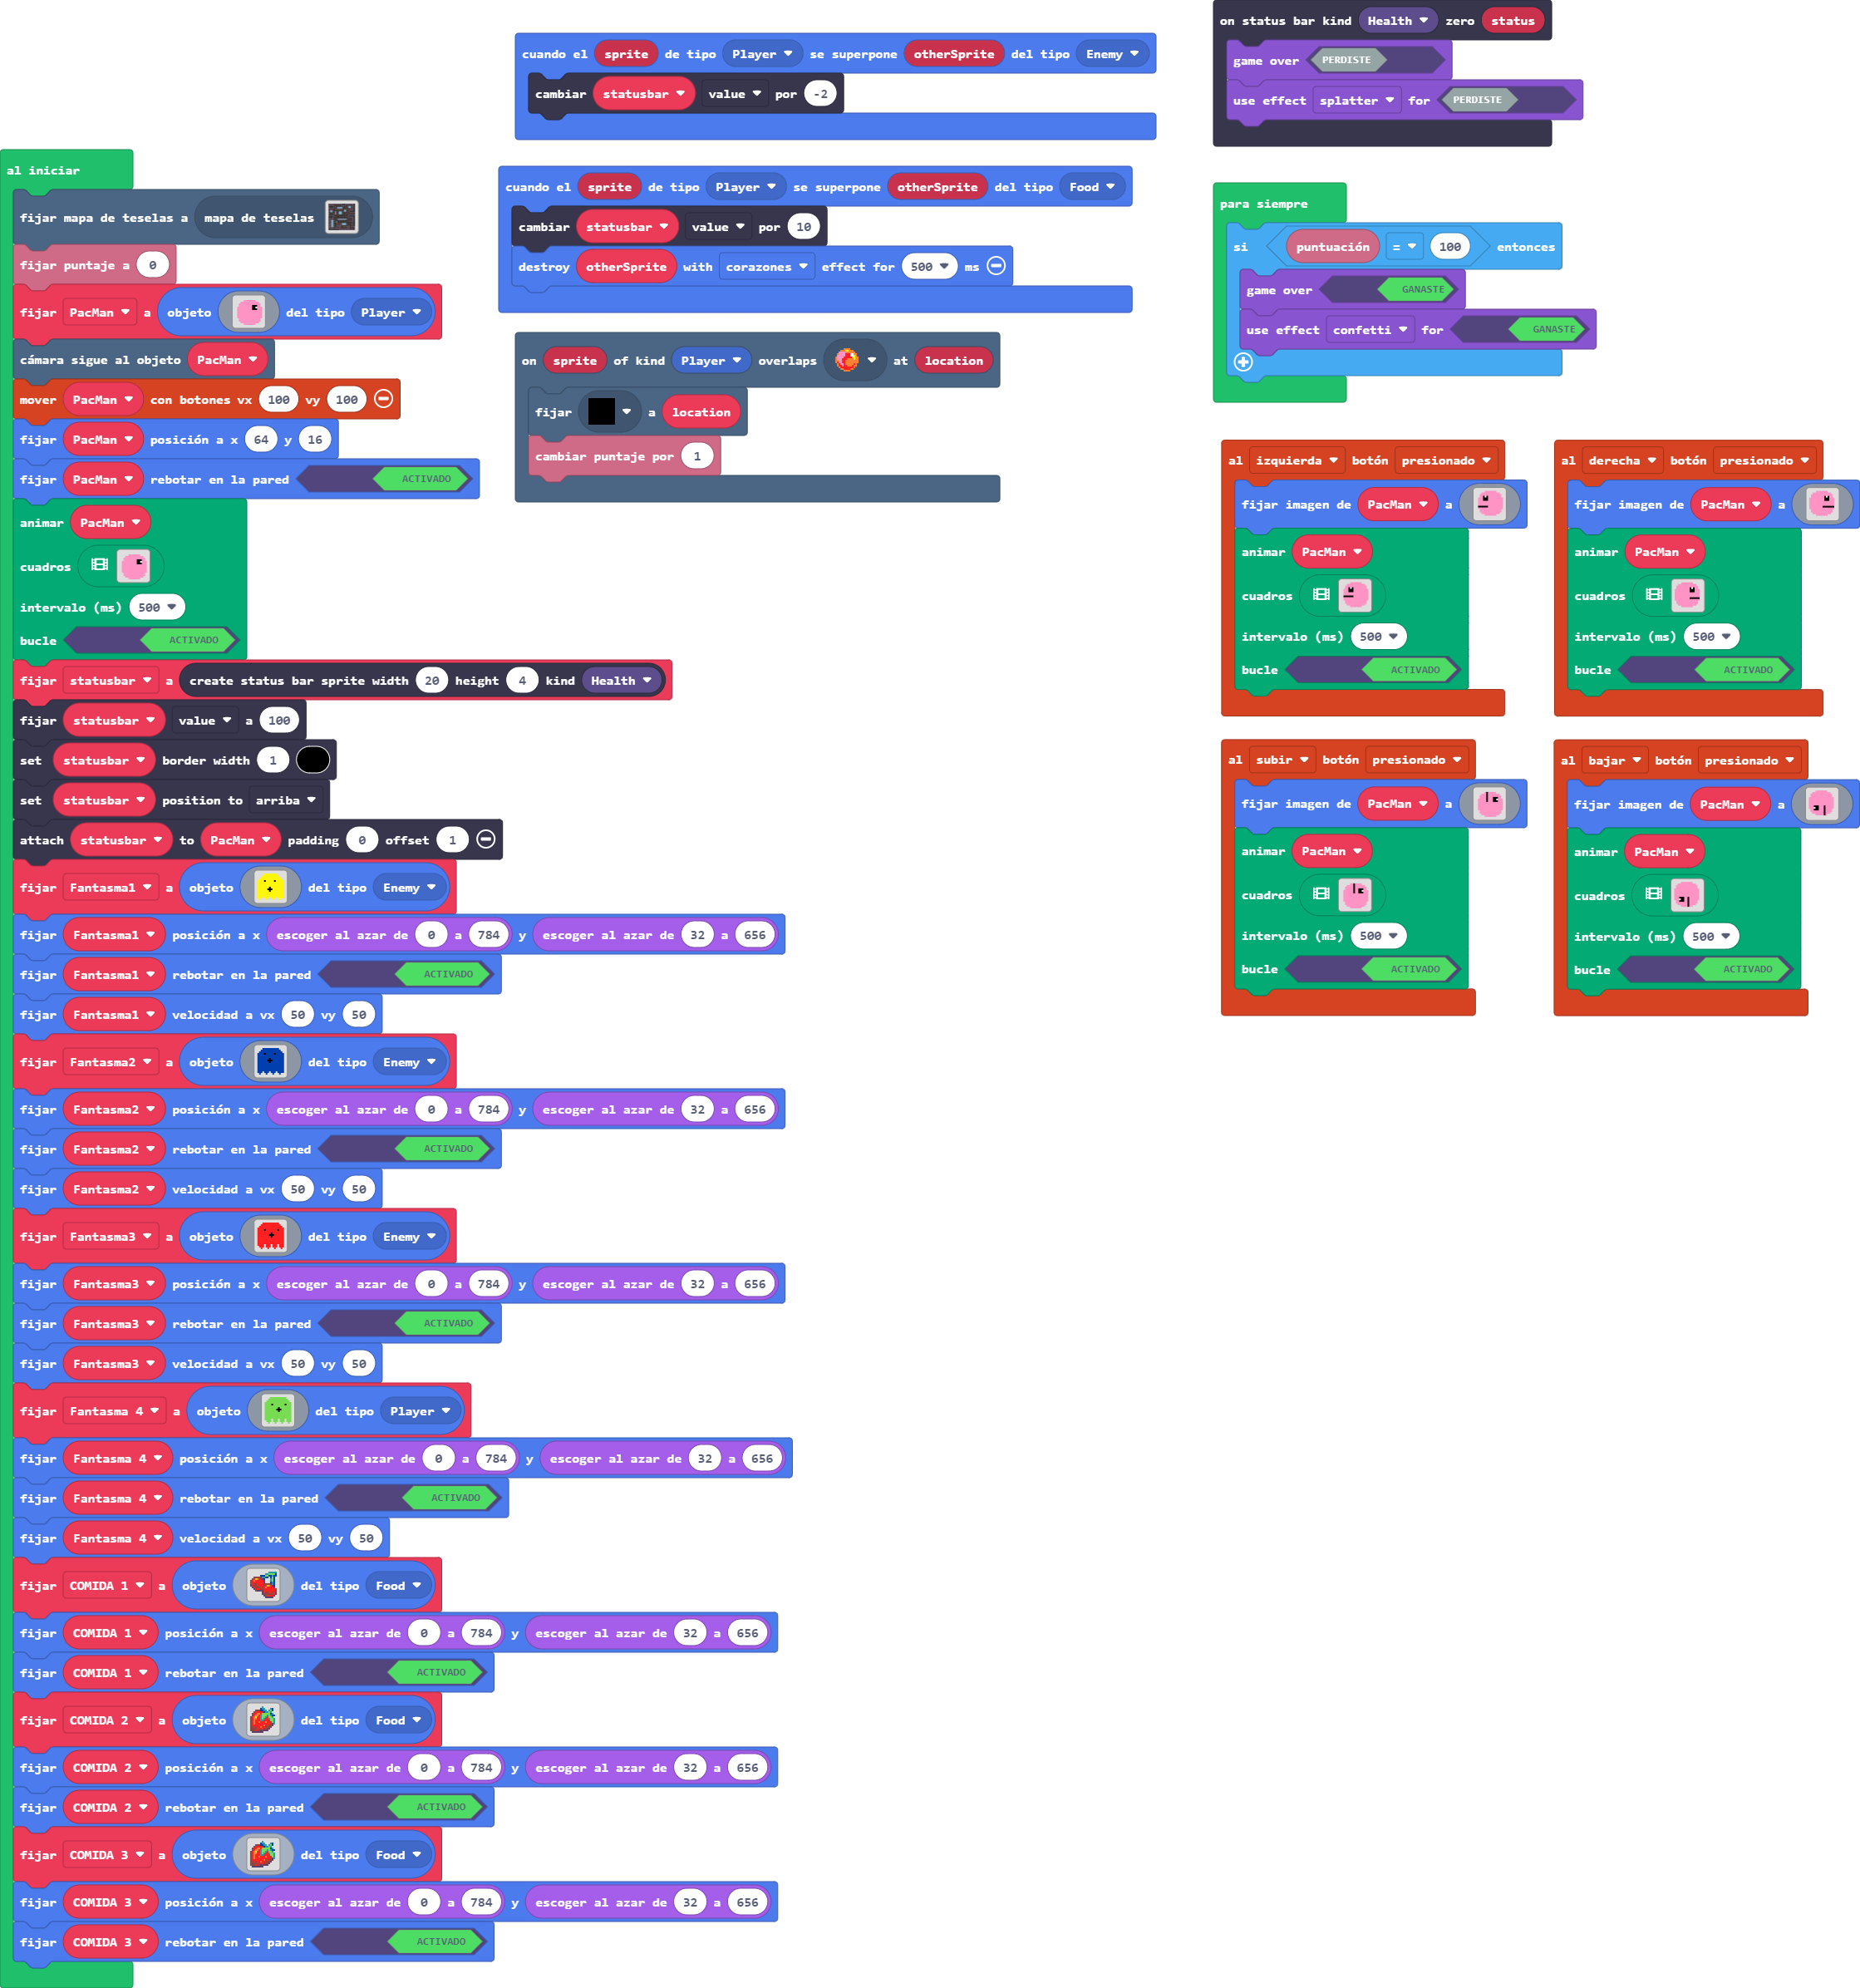 al iniciar
fijar mapa de teselas a mapa de teselas
fijar puntaje a 0
fijar PacMan a objeto del tipo Player
cámara sigue al objeto PacMan
mover PacMan con botones vx 100 vy 100
fijar PacMan posición a x 64 y 16
fijar PacMan rebotar en la pared ACTIVADO
animar PacMan
cuadros
intervalo (ms) 500
bucle ACTIVADO
fijar statusbar a create status bar sprite width 20 height 4 kind Health
fijar statusbar value a 100
set statusbar border width 1
set statusbar position to arriba
attach statusbar to PacMan padding 0 offset 1
fijar Fantasma1 a objeto del tipo Enemy
fijar Fantasma1 posición a x escoger al azar de 0 a 784 y escoger al azar de 32 a 656
fijar Fantasma1 rebotar en la pared ACTIVADO
fijar Fantasma1 velocidad a vx 50 vy 50
fijar Fantasma2 a objeto del tipo Enemy
fijar Fantasma2 posición a x escoger al azar de 0 a 784 y escoger al azar de 32 a 656
fijar Fantasma2 rebotar en la pared ACTIVADO
fijar Fantasma2 velocidad a vx 50 vy 50
fijar Fantasma3 a objeto del tipo Enemy
fijar Fantasma3 posición a x escoger al azar de 0 a 784 y escoger al azar de 32 a 656
fijar Fantasma3 rebotar en la pared ACTIVADO
fijar Fantasma3 velocidad a vx 50 vy 50
fijar Fantasma 4 a objeto del tipo Player
fijar Fantasma 4 posición a x escoger al azar de 0 a 784 y escoger al azar de 32 a 656
fijar Fantasma 4 rebotar en la pared ACTIVADO
fijar Fantasma 4 velocidad a vx 50 vy 50
fijar COMIDA 1 a objeto del tipo Food
fijar COMIDA 1 posición a x escoger al azar de 0 a 784 y escoger al azar de 32 a 656
fijar COMIDA 1 rebotar en la pared ACTIVADO
fijar COMIDA 2 a objeto del tipo Food
fijar COMIDA 2 posición a x escoger al azar de 0 a 784 y escoger al azar de 32 a 656
fijar COMIDA 2 rebotar en la pared ACTIVADO
fijar COMIDA 3 a objeto del tipo Food
fijar COMIDA 3 posición a x escoger al azar de 0 a 784 y escoger al azar de 32 a 656
fijar COMIDA 3 rebotar en la pared ACTIVADO
cuando el sprite de tipo Player se superpone otherSprite del tipo Enemy
cambiar statusbar value por -2
cuando el sprite de tipo Player se superpone otherSprite del tipo Food
cambiar statusbar value por 10
destroy otherSprite with corazones effect for 500 ms
on sprite of kind Player overlaps at location
fijar a location
cambiar puntaje por 1
on status bar kind Health zero status
game over PERDISTE
use effect splatter for PERDISTE
para siempre
si puntuación = 100 entonces
game over GANASTE
use effect confetti for GANASTE
al izquierda botón presionado
fijar imagen de PacMan a
animar PacMan
cuadros
intervalo (ms) 500
bucle ACTIVADO
al derecha botón presionado
fijar imagen de PacMan a
animar PacMan
cuadros
intervalo (ms) 500
bucle ACTIVADO
al subir botón presionado
fijar imagen de PacMan a
animar PacMan
cuadros
intervalo (ms) 500
bucle ACTIVADO
al bajar botón presionado
fijar imagen de PacMan a
animar PacMan
cuadros
intervalo (ms) 500
bucle ACTIVADO